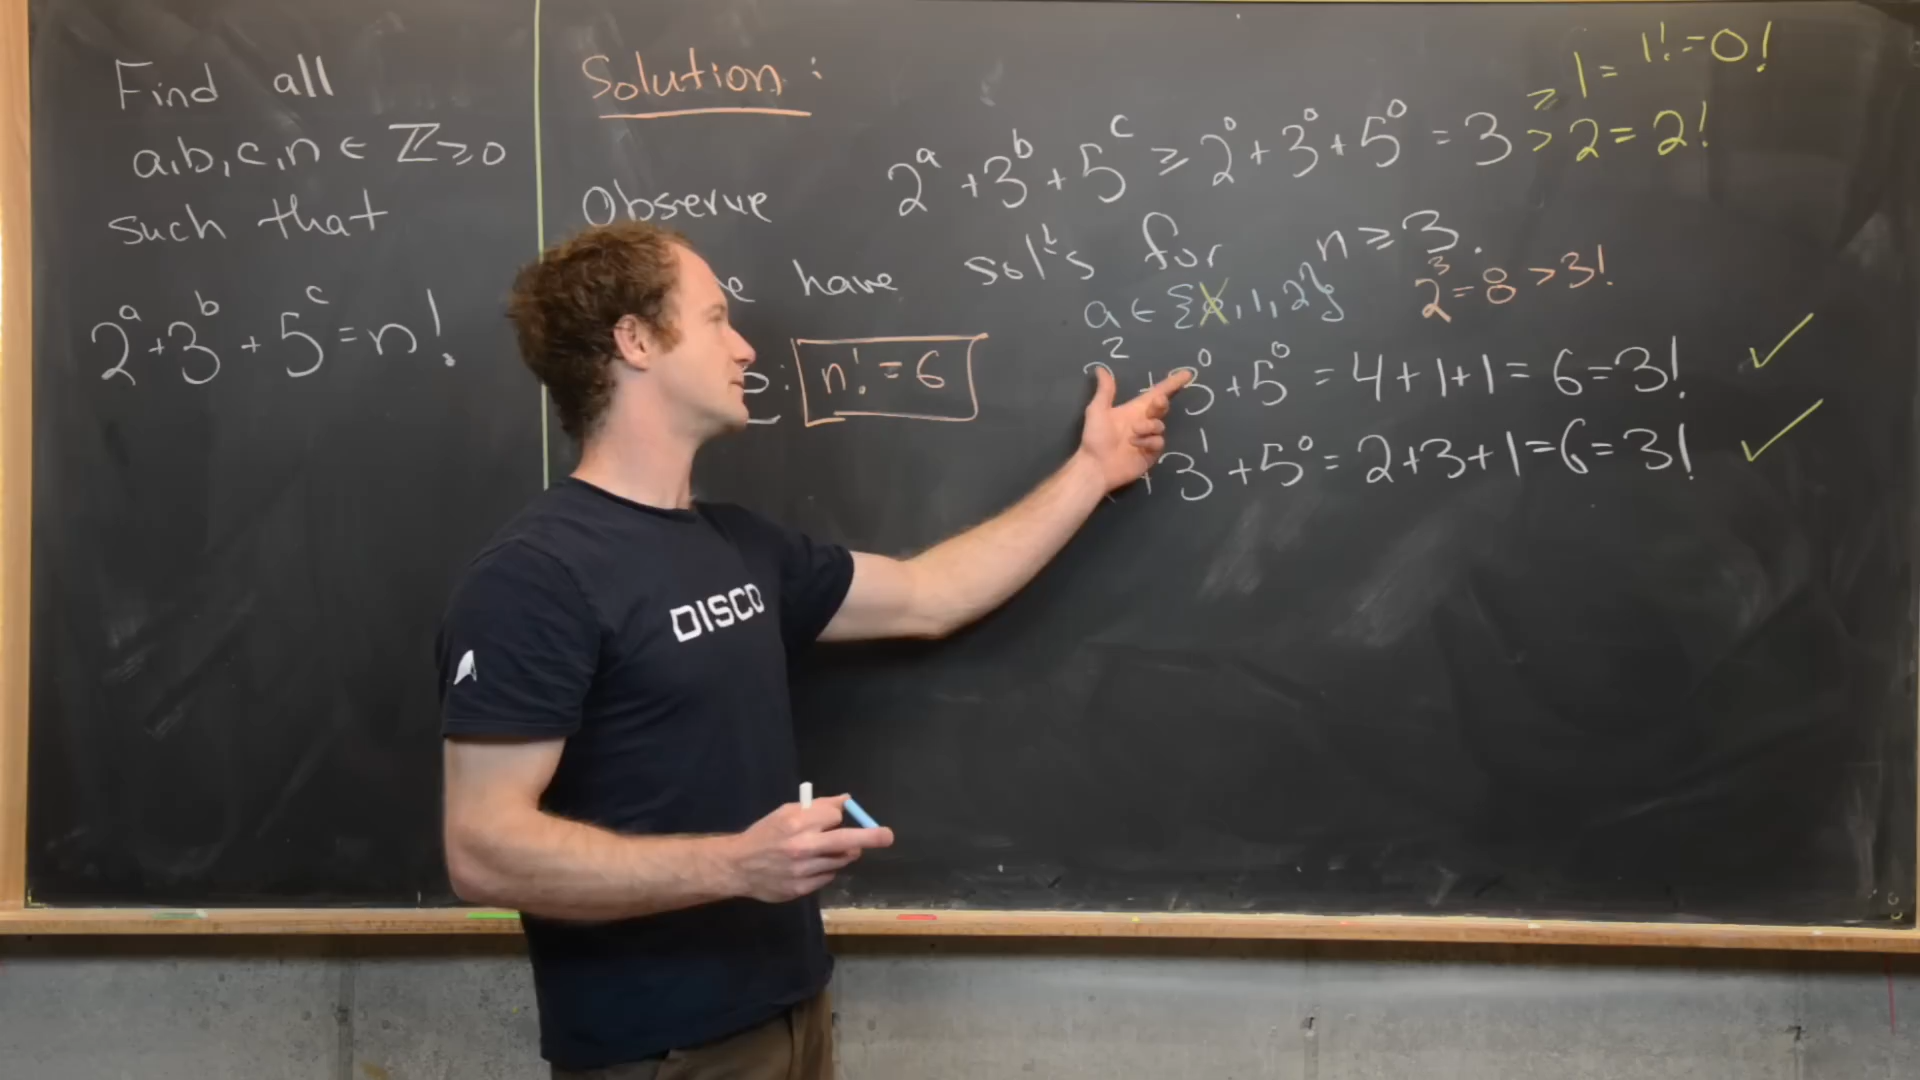 Find all
a,b,c,n ∈ ℤ≥0
such that
2^a + 3^b + 5^c = n!
Solution:
≥ 1 = 1! = 0!
Observe 2^a + 3^b + 5^c ≥ 2^0 + 3^0 + 5^0 = 3 > 2 = 2!
have sol's for n ≥ 3.
a ∈ {0,1,2} 2^3 = 8 > 3!
n! = 6
2^2 + 3^0 + 5^0 = 4+1+1 = 6 = 3! ✓
+ 3^1 + 5^0 = 2+3+1 = 6 = 3! ✓
DISCO